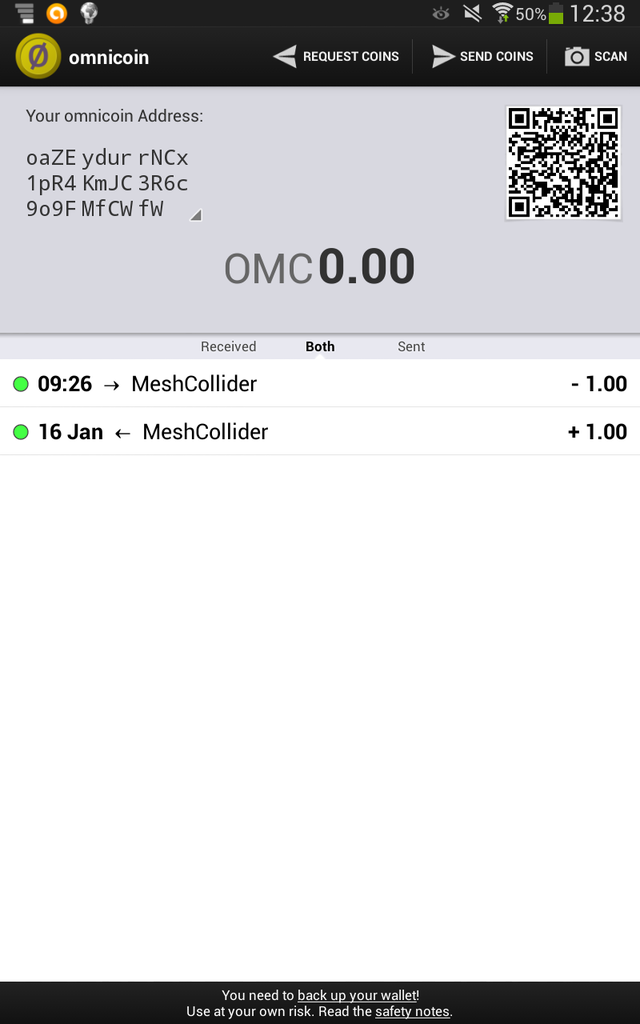 50% 12:38
omnicoin REQUEST COINS SEND COINS SCAN
Your omnicoin Address:
oaZE ydur rNCx
1pR4 KmJC 3R6c
9o9F MfCW fW
OMC 0.00
Received Both Sent
09:26 → MeshCollider - 1.00
16 Jan ← MeshCollider + 1.00
You need to back up your wallet!
Use at your own risk. Read the safety notes.